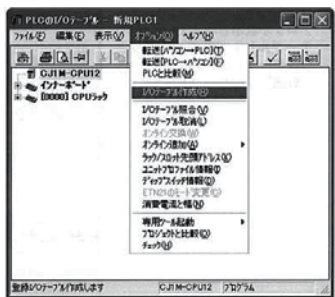 PLCのI/Oテーブル - 新規PLC1
ファイル(F) 編集(E) 表示(V) オプション(O) ヘルプ(H)
CJ1M-CPU12
インナーボード
[0000] CPUラック
転送[パソコン→PLC](T)
転送[PLC→パソコン](F)
PLCと比較(M)
I/Oテーブル作成(R)
I/Oテーブル照合(V)
I/Oテーブル取消(L)
オンライン交換(W)
オンライン追加(A)
ラック/スロット先頭アドレス(X)
ユニットプロファイル情報(I)
ディップスイッチ情報(D)
ETN21のモード変更(C)
消費電流と幅(N)
専用ツール起動
プロジェクトと比較(G)
チェック(H)
登録I/Oテーブル作成します
CJ1M-CPU12
プログラム